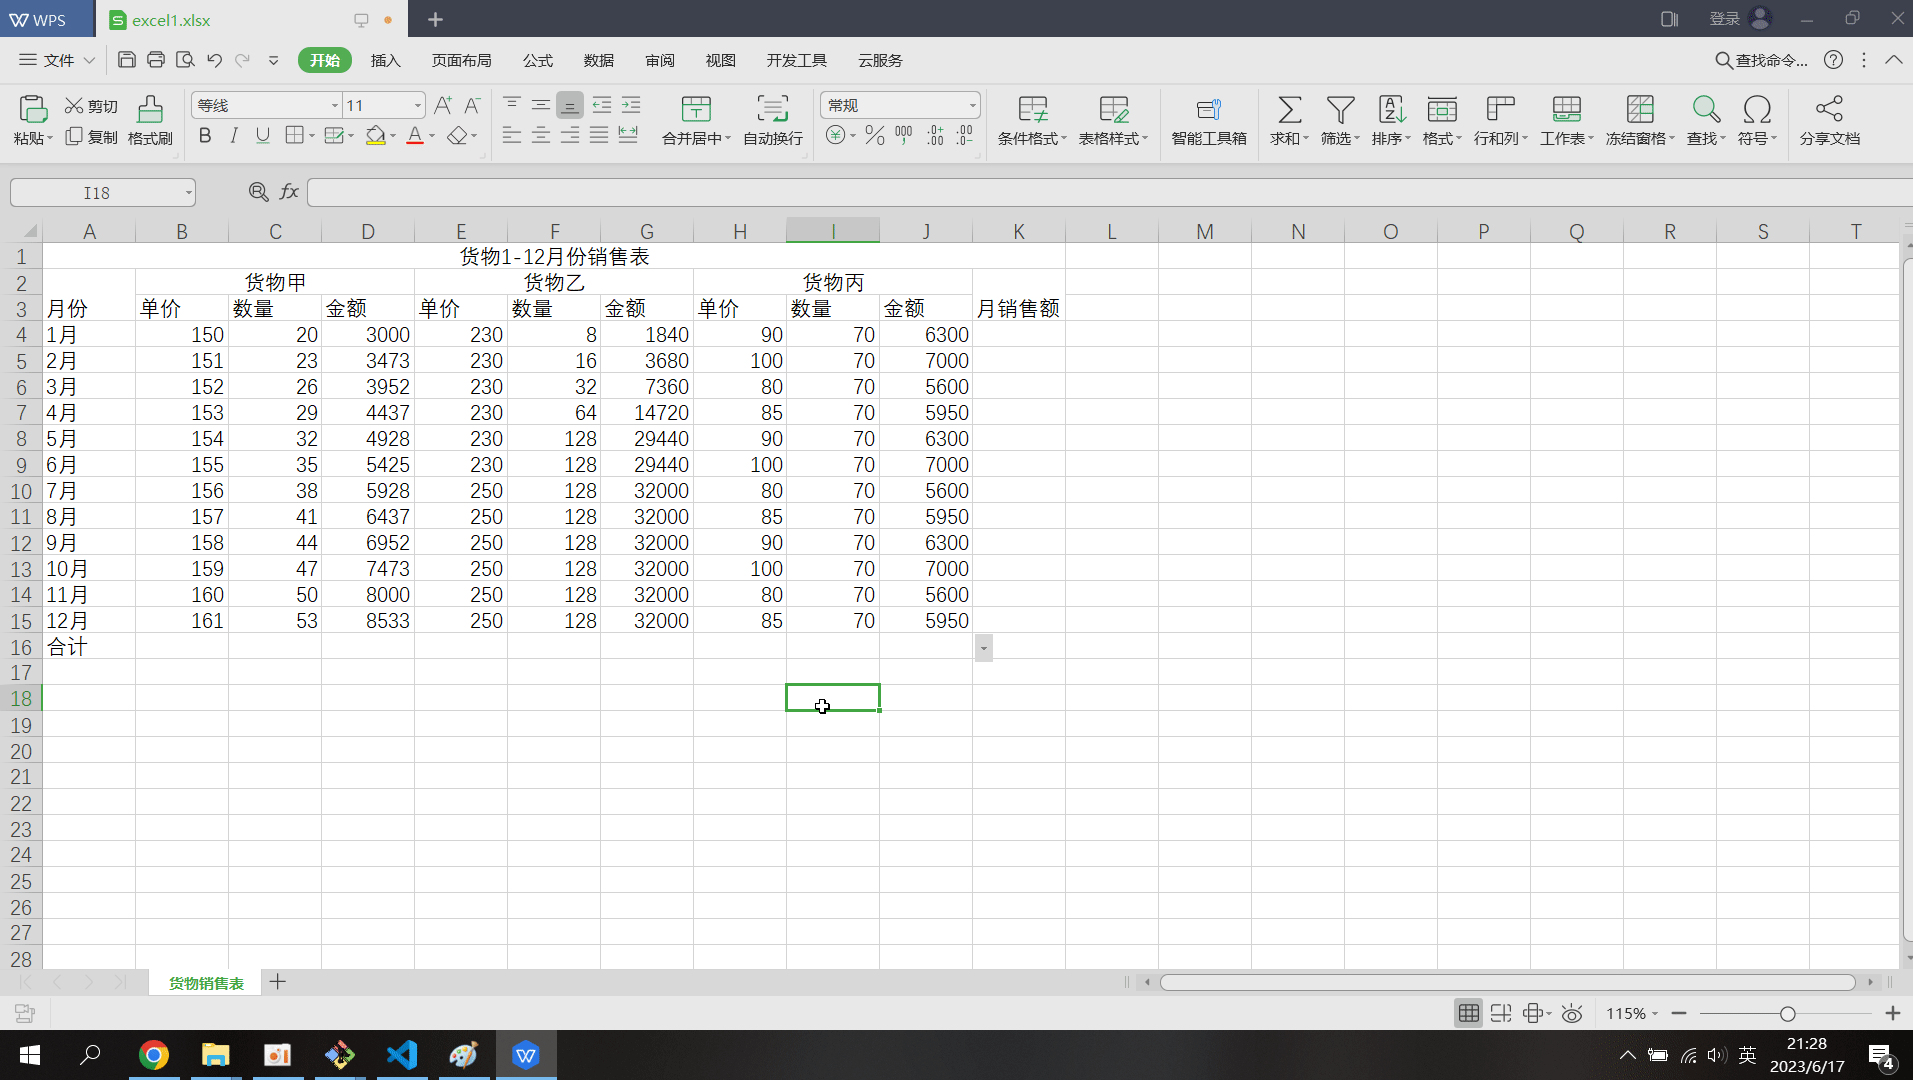 WPS excel1.xlsx 登录
文件 开始 插入 页面布局 公式 数据 审阅 视图 开发工具 云服务 查找命令...
粘贴 剪切 复制 格式刷 等线 11 合并居中 自动换行 常规 条件格式 表格样式 智能工具箱 求和 筛选 排序 格式 行和列 工作表 冻结窗格 查找 符号 分享文档
I18 fx
A B C D E F G H I J K L M N O P Q R S T
1 货物1-12月份销售表
2 货物甲 货物乙 货物丙
3 月份 单价 数量 金额 单价 数量 金额 单价 数量 金额 月销售额
4 1月 150 20 3000 230 8 1840 90 70 6300
5 2月 151 23 3473 230 16 3680 100 70 7000
6 3月 152 26 3952 230 32 7360 80 70 5600
7 4月 153 29 4437 230 64 14720 85 70 5950
8 5月 154 32 4928 230 128 29440 90 70 6300
9 6月 155 35 5425 230 128 29440 100 70 7000
10 7月 156 38 5928 250 128 32000 80 70 5600
11 8月 157 41 6437 250 128 32000 85 70 5950
12 9月 158 44 6952 250 128 32000 90 70 6300
13 10月 159 47 7473 250 128 32000 100 70 7000
14 11月 160 50 8000 250 128 32000 80 70 5600
15 12月 161 53 8533 250 128 32000 85 70 5950
16 合计
17
18
19
20
21
22
23
24
25
26
27
28
货物销售表
115%
英 21:28
2023/6/17
4